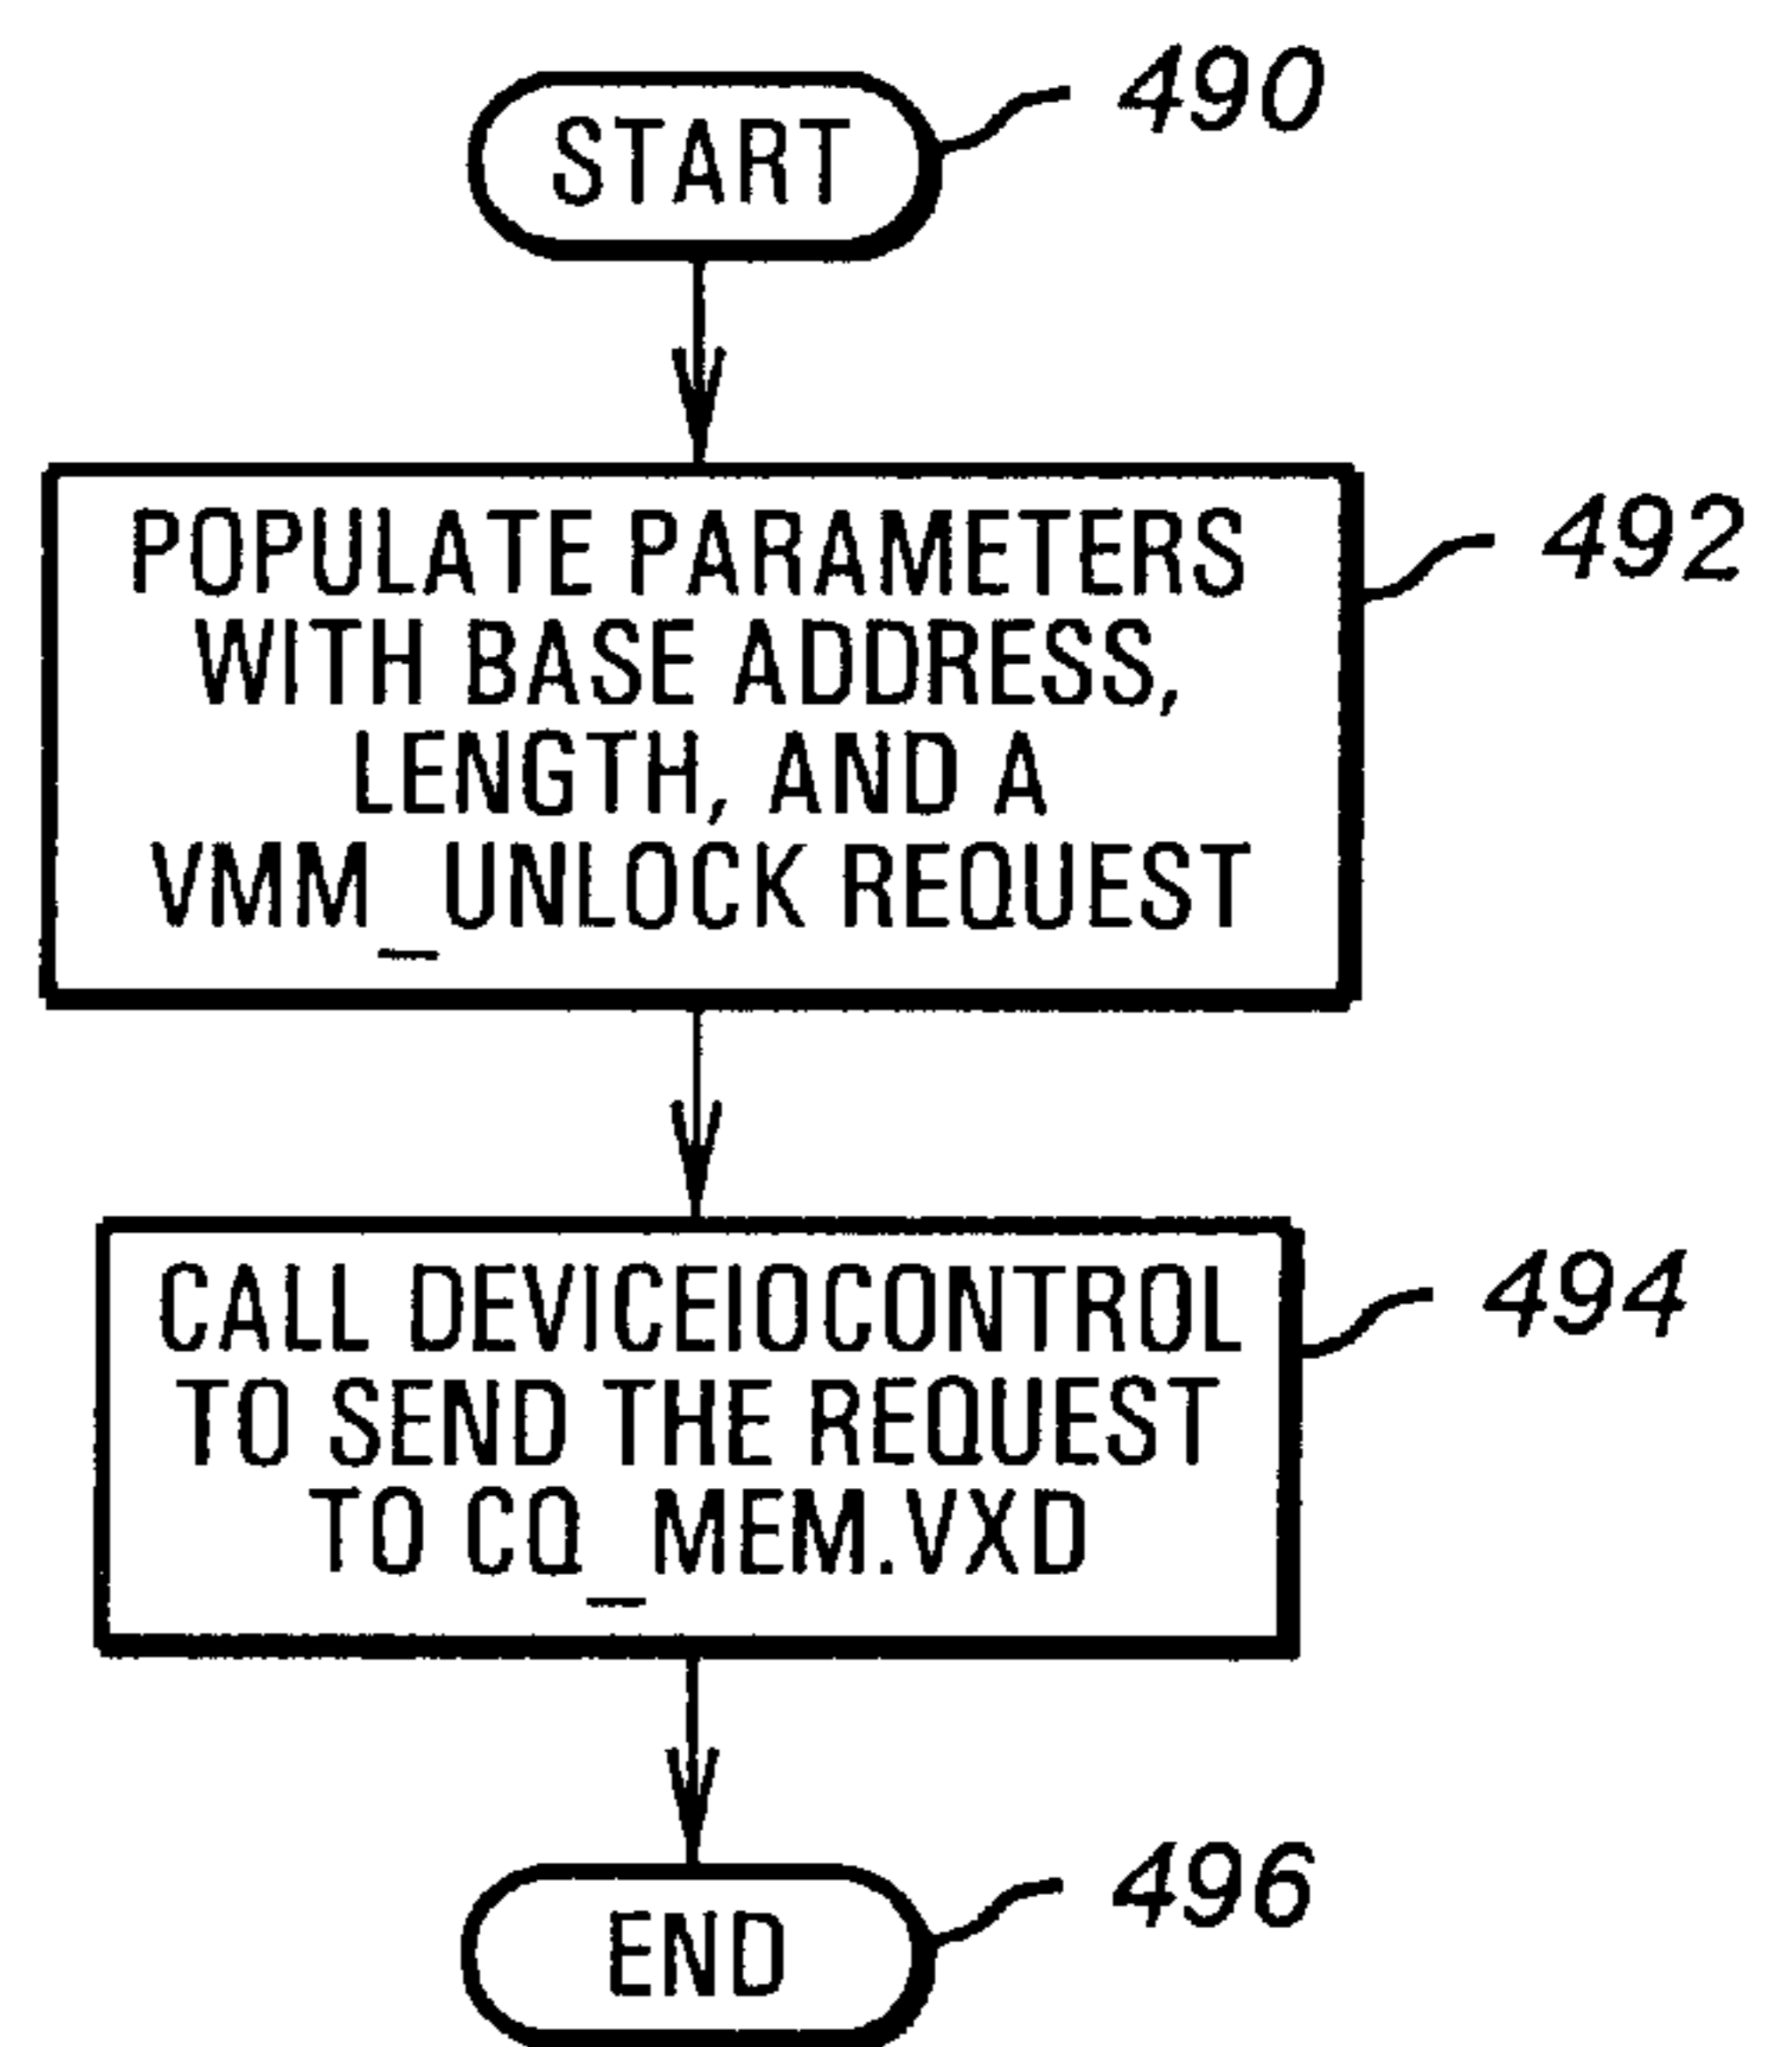 START
490
POPULATE PARAMETERS
WITH BASE ADDRESS,
LENGTH, AND A
VMM_UNLOCK REQUEST
492
CALL DEVICEIOCONTROL
TO SEND THE REQUEST
TO CQ_MEM.VXD
494
END
496